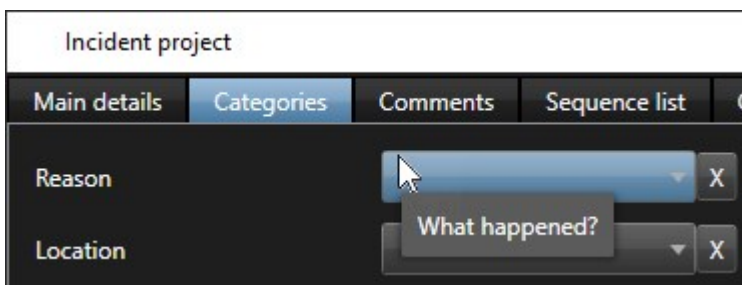 Incident project
Main details Categories Comments Sequence list
Reason X
What happened?
Location X